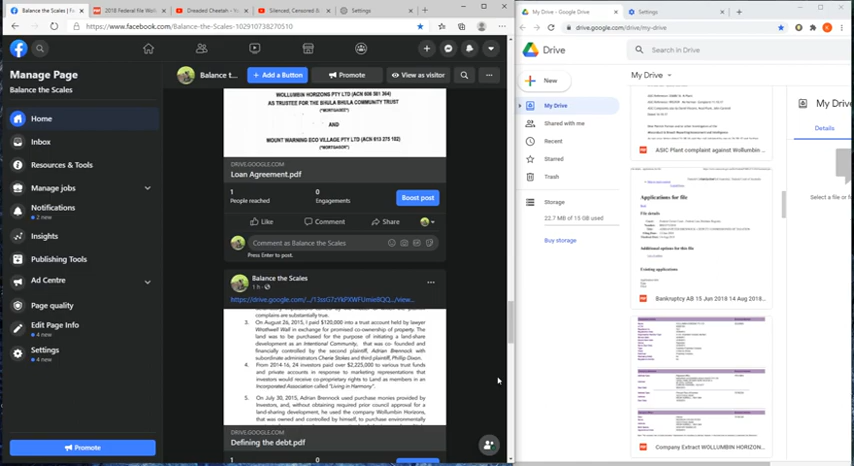 Balance the Scales | Fa
2018 Federal file Wo
Dreaded Cheetah - Yo
Silenced, Censored &
Settings
https://www.facebook.com/Balance-the-Scales-102910738270510
Manage Page
Balance the Scales
Home
Inbox
Resources & Tools
Manage jobs
Notifications
2 new
Insights
Publishing Tools
Ad Centre
Page quality
Edit Page Info
4 new
Settings
4 new
Promote
Balance t...
+ Add a Button
Promote
View as visitor
WOLLUMBIN HORIZONS PTY LTD (ACN 606 501 364)
AS TRUSTEE FOR THE BHULA BHULA COMMUNITY TRUST
AND
MOUNT WARNING ECO VILLAGE PTY LTD (ACN 613 275 102)
DRIVE.GOOGLE.COM
Loan Agreement.pdf
1
People reached
0
Engagements
Boost post
Like
Comment
Share
Comment as Balance the Scales
Press Enter to post.
Balance the Scales
1 h
complains are substantially true.
3. On August 26, 2015, I paid $120,000 into a trust account held by lawyer
Wroth Wall in exchange for promised co-ownership of property. The
land was to be purchased for the purpose of initiating a land-share
development as an Intentional Community, that was co-founded and
financially controlled by the second plaintiff, Adrian Brennock with
subordinate administrators Cherie Stokes and third plaintiff, Phillip Dixon.
4. From 2014-16, 24 investors paid over $2,225,000 to various trust funds
and private accounts in response to marketing representations that
investors would receive co-proprietary rights to Land as members in an
Incorporated Association called "Living in Harmony".
5. On July 30, 2015, Adrian Brennock used purchase monies provided by
Investors, and, without obtaining required prior council approval for a
land-sharing development, he used the company Wollumbin Horizons,
that was owned and controlled by himself, to purchase environmentally
DRIVE.GOOGLE.COM
Defining the debt.pdf
1
0
My Drive - Google Drive
Settings
drive.google.com/drive/my-drive
Drive
Search in Drive
New
My Drive
Shared with me
Recent
Starred
Trash
Storage
22.7 MB of 15 GB used
Buy storage
My Drive
ASIC Plant complaint against Wollumbin ...
Applications for file
File details
Additional options for this file
Existing applications
Bankruptcy AB 15 Jun 2018 14 Aug 2018...
Company Extract WOLLUMBIN HORIZON...
My Drive
Details
Select a file or fo